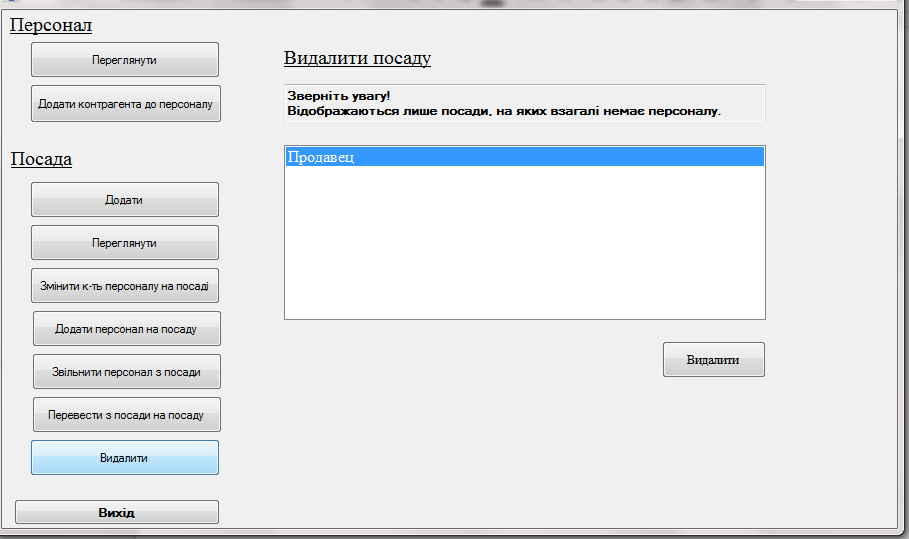 Персонал
Переглянути
Додати контрагента до персоналу
Посада
Додати
Переглянути
Змінити к-ть персоналу на посаді
Додати персонал на посаду
Звільнити персонал з посади
Перевести з посади на посаду
Видалити
Вихід
Видалити посаду
Зверніть увагу!
Відображаються лише посади, на яких взагалі немає персоналу.
Продавец
Видалити